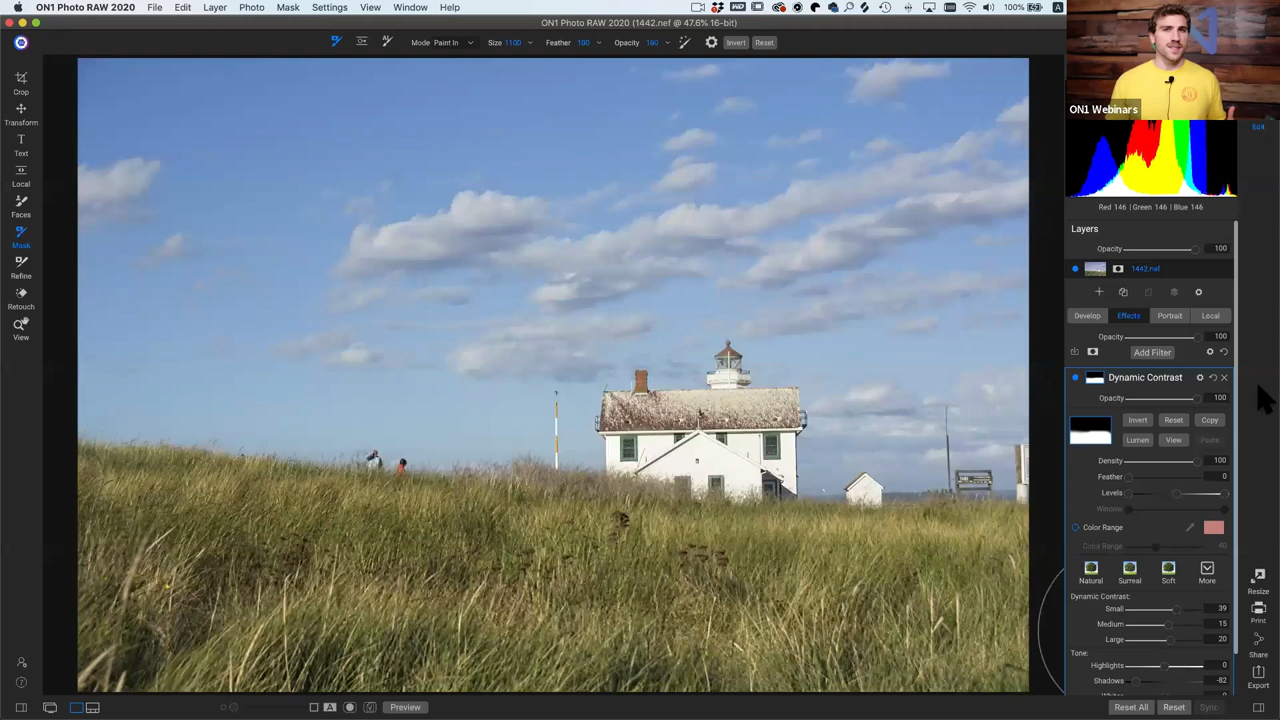 ON1 Photo RAW 2020 File Edit Layer Photo Mask Settings View Window Help 100%
ON1 Photo RAW 2020 (1442.nef @ 47.6% 16-bit)
Mode Paint In Size 1100 Feather 100 Opacity 100 Invert Reset
Crop
Transform
Text
Local
Faces
Mask
Refine
Retouch
View
ON1 Webinars
Edit
Red 146 | Green 146 | Blue 146
Layers
Opacity 100
1442.nef
Develop Effects Portrait Local
Opacity 100
Add Filter
Dynamic Contrast
Opacity 100
Invert Reset Copy
Lumen View Paste
Density 100
Feather 0
Levels
Window
Color Range
Color Range 40
Natural Surreal Soft More
Dynamic Contrast:
Small 39
Medium 15
Large 20
Tone:
Highlights 0
Shadows -82
Resize
Print
Share
Export
Preview
Reset All Reset Sync